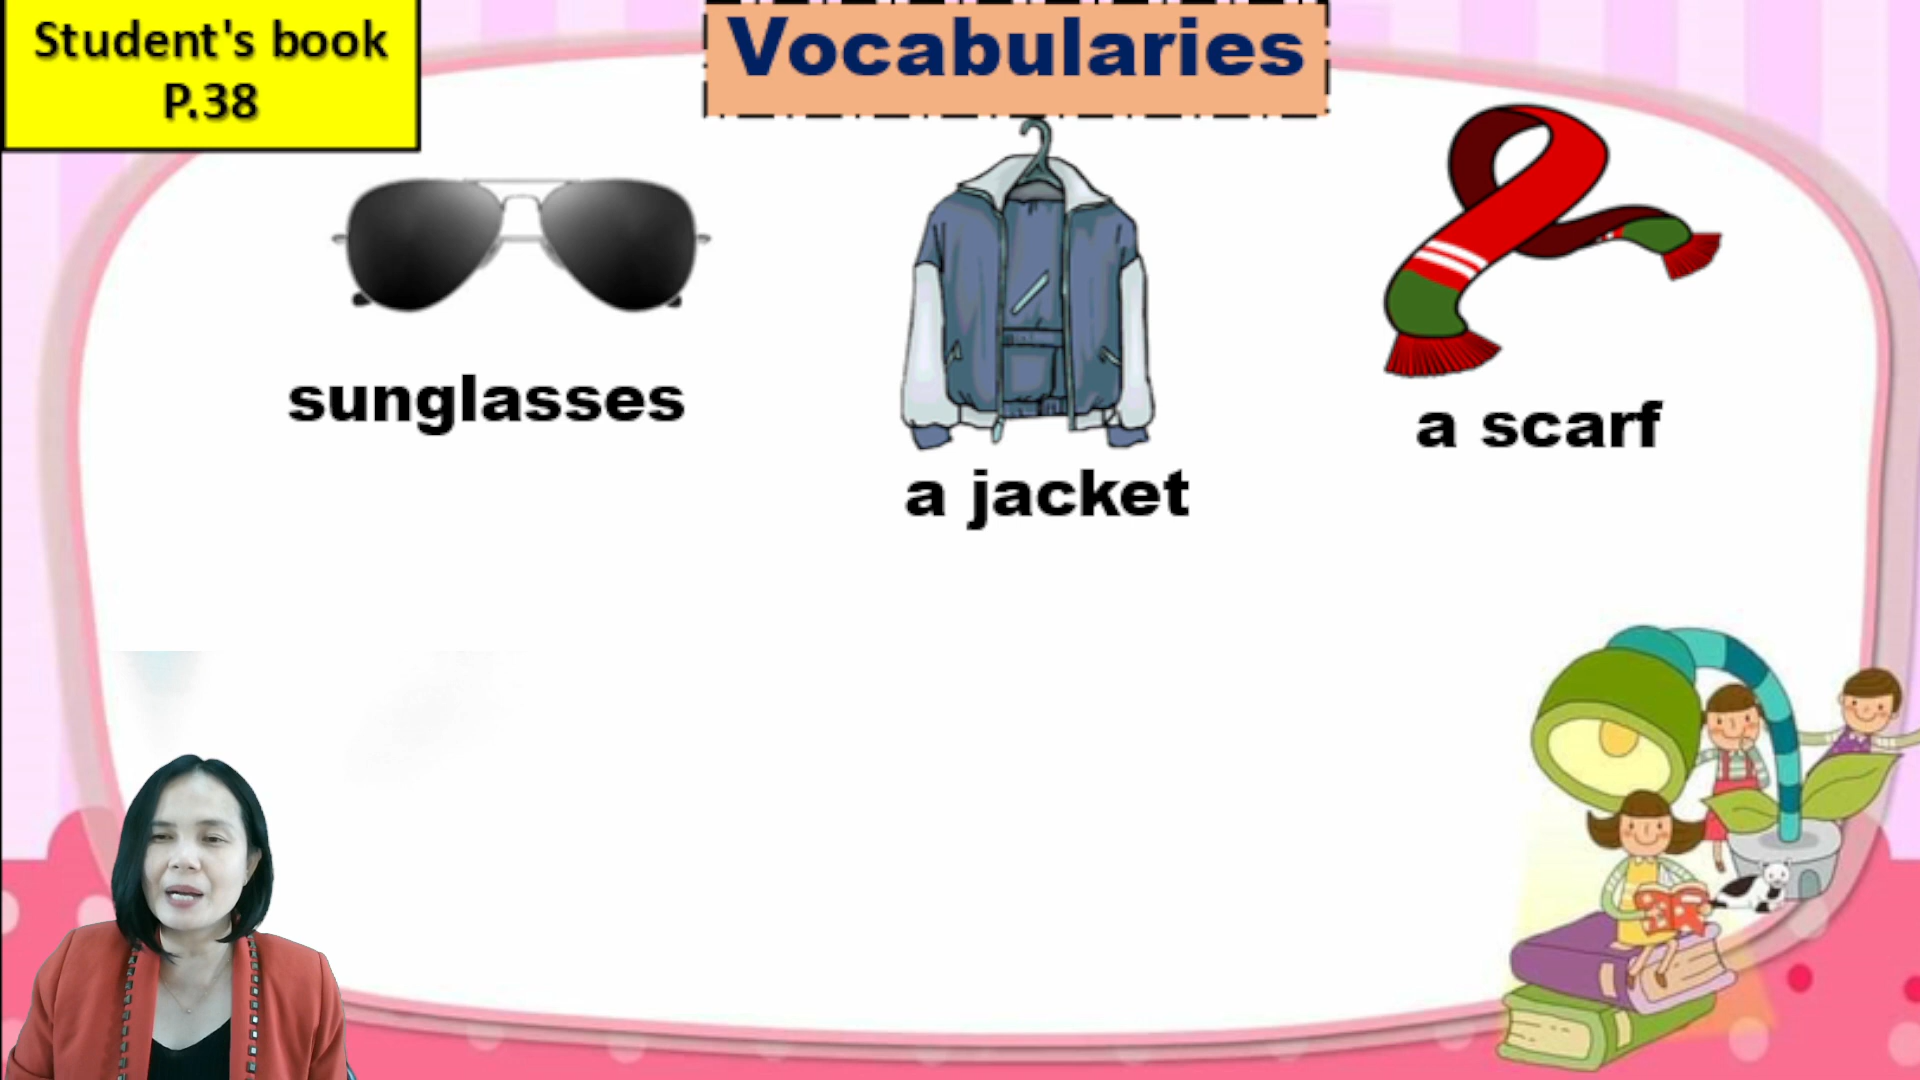 Student's book
P.38
Vocabularies
sunglasses
a jacket
a scarf